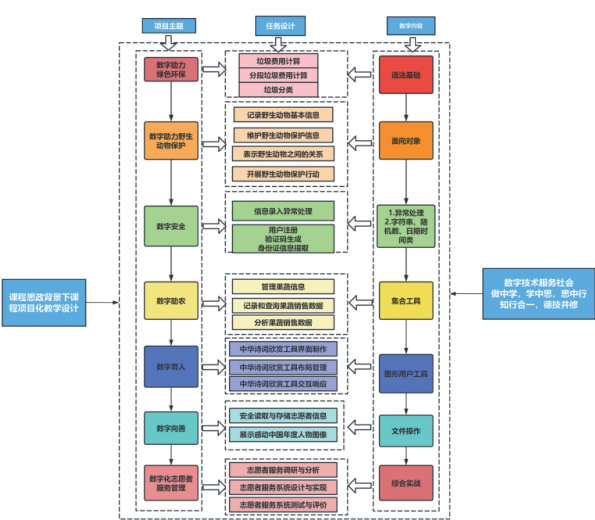 项目主题
任务设计
教学内容
数字助力
绿色环保
垃圾费用计算
分段垃圾费用计算
垃圾分类
语法基础
数字助力野生
动物保护
记录野生动物基本信息
维护野生动物保护信息
表示野生动物之间的关系
开展野生动物保护行动
面向对象
数字安全
信息录入异常处理
用户注册
验证码生成
身份证信息提取
1.异常处理
2.字符串、随
机数、日期时
间类
课程思政背景下课
程项目化教学设计
数字助农
管理果蔬信息
记录和查询果蔬销售数据
分析果蔬销售数据
集合工具
数字技术服务社会
做中学，学中思，思中行
知行合一，德技并修
数字育人
中华诗词欣赏工具界面制作
中华诗词欣赏工具布局管理
中华诗词欣赏工具交互响应
图形用户工具
数字向善
安全读取与存储志愿者信息
展示感动中国年度人物图像
文件操作
数字化志愿者
服务管理
志愿者服务调研与分析
志愿者服务系统设计与实现
志愿者服务系统测试与评价
综合实战